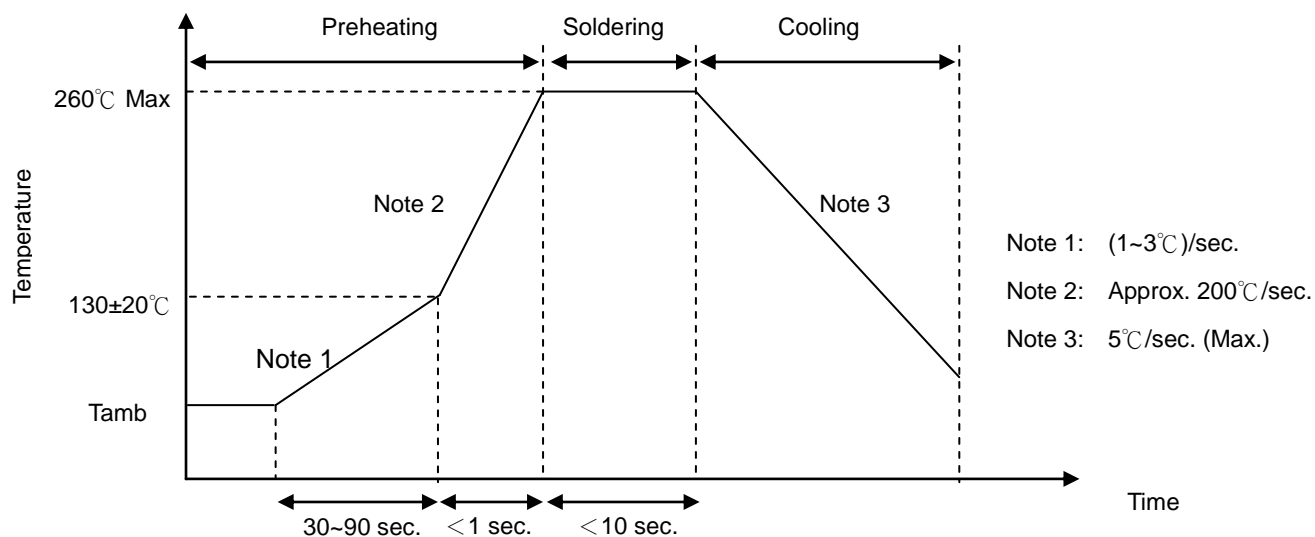 Preheating Soldering Cooling
260℃ Max
Temperature
Note 2
Note 3
Note 1: (1~3℃)/sec.
Note 2: Approx. 200℃/sec.
Note 3: 5℃/sec. (Max.)
130±20℃
Note 1
Tamb
Time
30~90 sec. <1 sec. <10 sec.